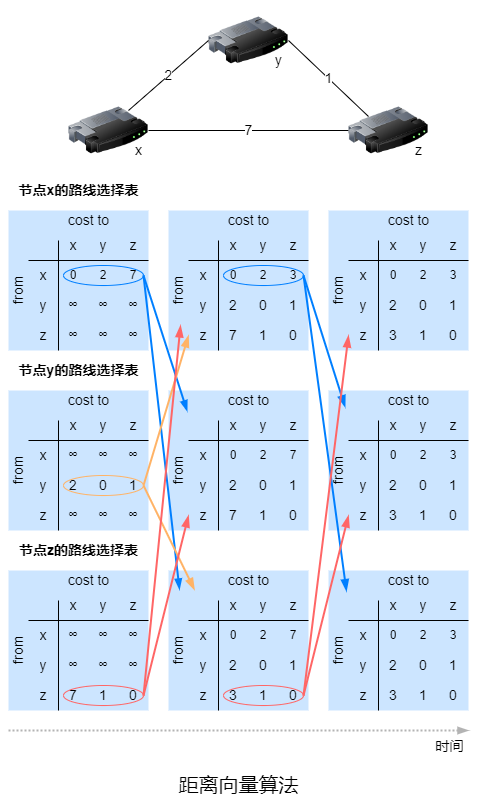 2
y
1
x
7
z
节点x的路线选择表
cost to cost to cost to
x y z x y z x y z
from x 0 2 7 from x 0 2 3 from x 0 2 3
y ∞ ∞ ∞ y 2 0 1 y 2 0 1
z ∞ ∞ ∞ z 7 1 0 z 3 1 0
节点y的路线选择表
cost to cost to cost to
x y z x y z x y z
from x ∞ ∞ ∞ from x 0 2 7 from x 0 2 3
y 2 0 1 y 2 0 1 y 2 0 1
z ∞ ∞ ∞ z 7 1 0 z 3 1 0
节点z的路线选择表
cost to cost to cost to
x y z x y z x y z
from x ∞ ∞ ∞ from x 0 2 7 from x 0 2 3
y ∞ ∞ ∞ y 2 0 1 y 2 0 1
z 7 1 0 z 3 1 0 z 3 1 0
时间
距离向量算法